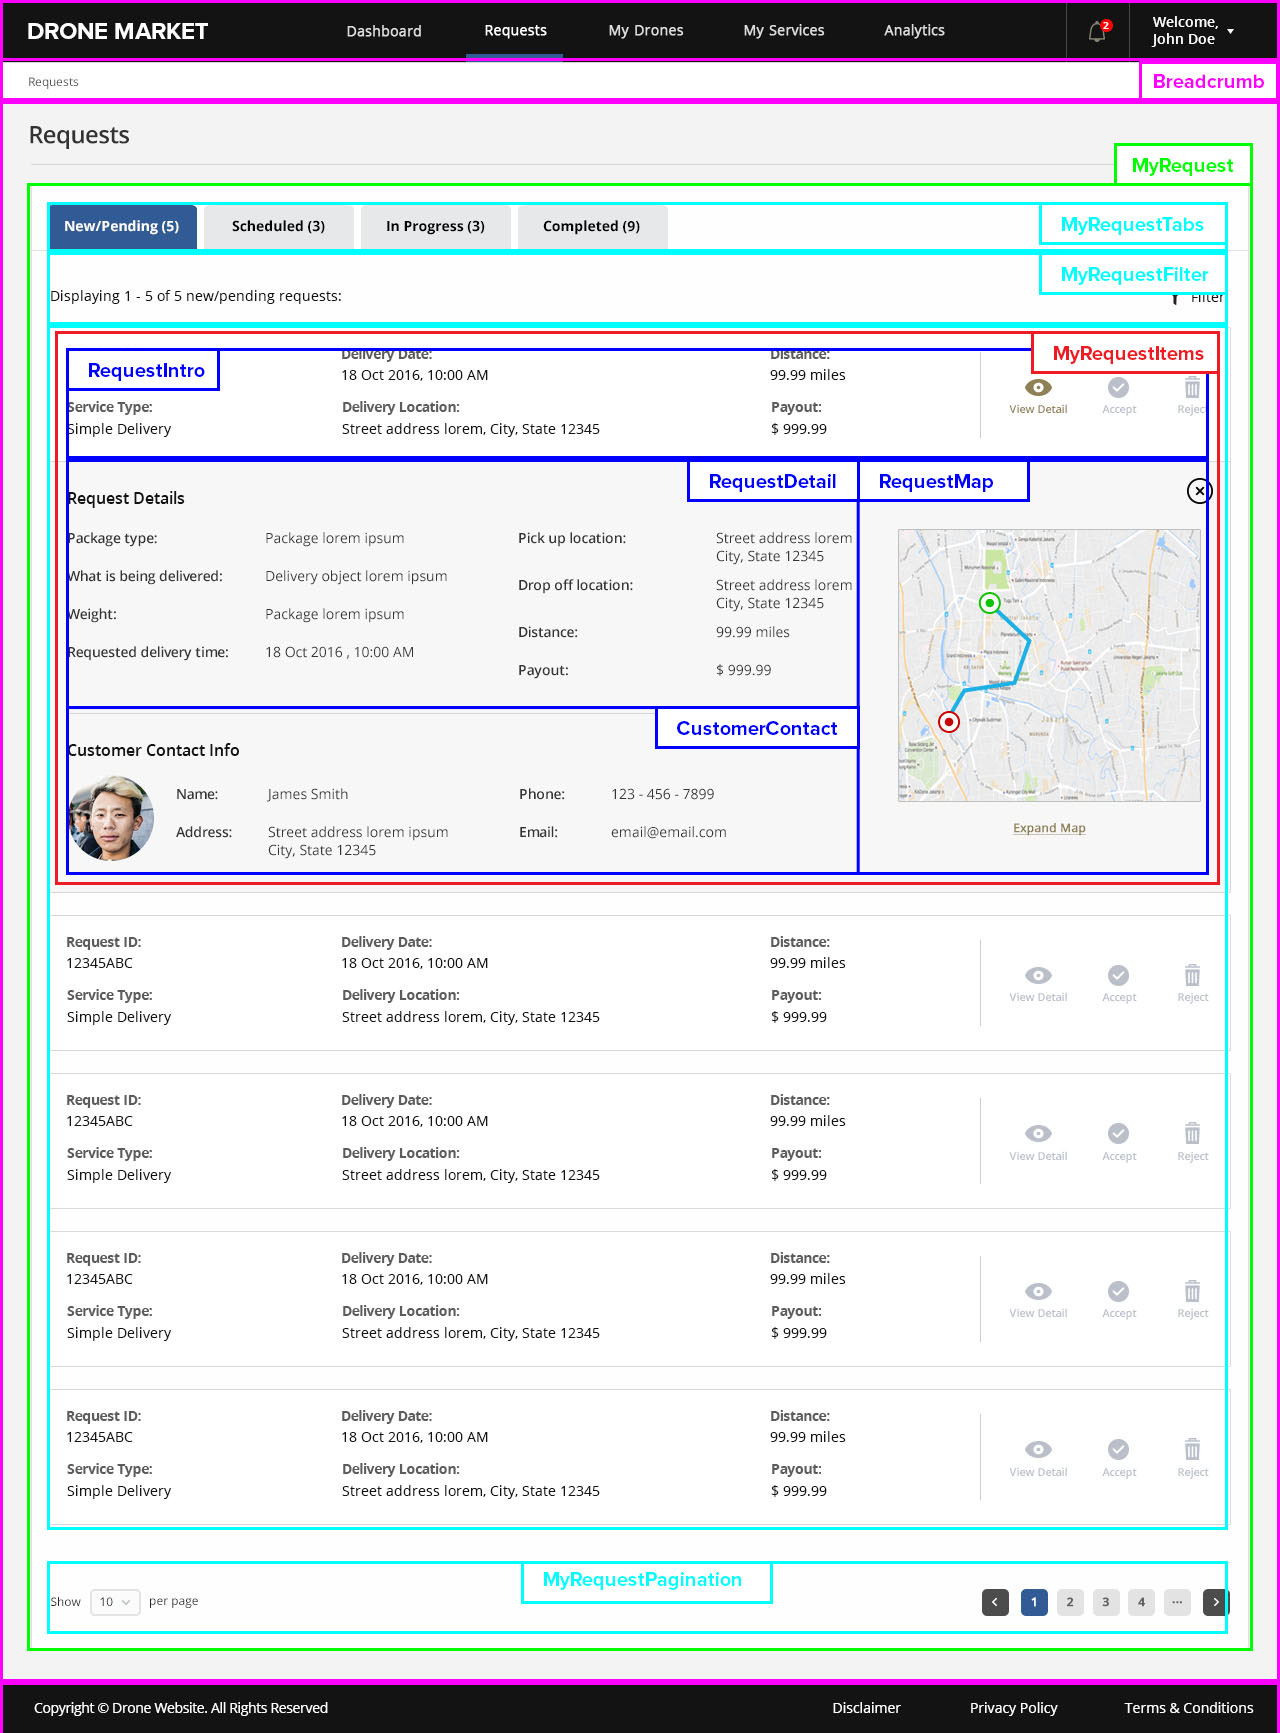 DRONE MARKET
Dashboard
Requests
My Drones
My Services
Analytics
2
Welcome,
John Doe
Requests
Breadcrumb
Requests
MyRequest
New/Pending (5)
Scheduled (3)
In Progress (3)
Completed (9)
MyRequestTabs
MyRequestFilter
Displaying 1 - 5 of 5 new/pending requests:
Filter
MyRequestItems
RequestIntro
Delivery Date:
Distance:
18 Oct 2016, 10:00 AM
99.99 miles
Service Type:
Delivery Location:
Payout:
View Detail
Accept
Reject
Simple Delivery
Street address lorem, City, State 12345
$ 999.99
RequestDetail
RequestMap
Request Details
Package type:
Package lorem ipsum
What is being delivered:
Delivery object lorem ipsum
Weight:
Package lorem ipsum
Requested delivery time:
18 Oct 2016 , 10:00 AM
Pick up location:
Street address lorem
City, State 12345
Drop off location:
Street address lorem
City, State 12345
Distance:
99.99 miles
Payout:
$ 999.99
Jakarta
Expand Map
CustomerContact
Customer Contact Info
Name:
James Smith
Phone:
123 - 456 - 7899
Address:
Street address lorem ipsum
City, State 12345
Email:
email@email.com
Request ID:
Delivery Date:
Distance:
12345ABC
18 Oct 2016, 10:00 AM
99.99 miles
Service Type:
Delivery Location:
Payout:
View Detail
Accept
Reject
Simple Delivery
Street address lorem, City, State 12345
$ 999.99
Request ID:
Delivery Date:
Distance:
12345ABC
18 Oct 2016, 10:00 AM
99.99 miles
Service Type:
Delivery Location:
Payout:
View Detail
Accept
Reject
Simple Delivery
Street address lorem, City, State 12345
$ 999.99
Request ID:
Delivery Date:
Distance:
12345ABC
18 Oct 2016, 10:00 AM
99.99 miles
Service Type:
Delivery Location:
Payout:
View Detail
Accept
Reject
Simple Delivery
Street address lorem, City, State 12345
$ 999.99
Request ID:
Delivery Date:
Distance:
12345ABC
18 Oct 2016, 10:00 AM
99.99 miles
Service Type:
Delivery Location:
Payout:
View Detail
Accept
Reject
Simple Delivery
Street address lorem, City, State 12345
$ 999.99
MyRequestPagination
Show
10
per page
1
2
3
4
...
Copyright © Drone Website. All Rights Reserved
Disclaimer
Privacy Policy
Terms & Conditions